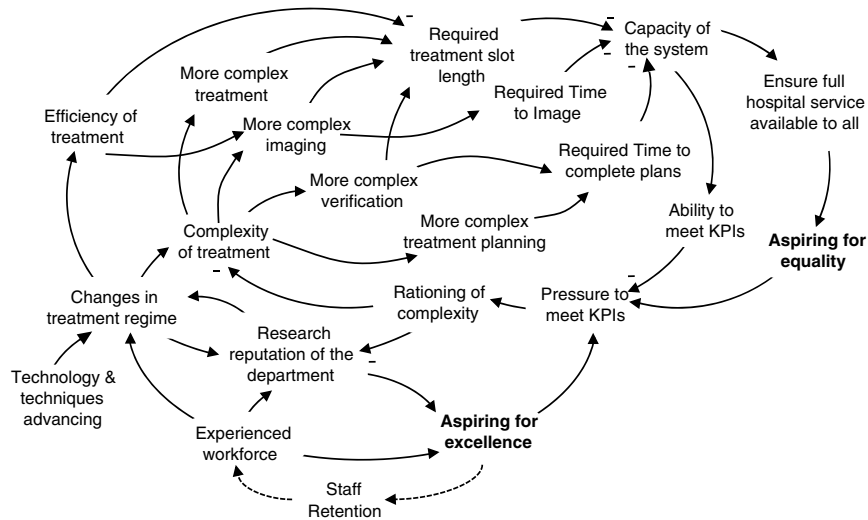 Required
treatment slot
length
Capacity of
the system
More complex
treatment
Ensure full
hospital service
available to all
Efficiency of
treatment
More complex
imaging
Required Time
to Image
More complex
verification
Required Time to
complete plans
Complexity
of treatment
More complex
treatment planning
Ability to
meet KPIs
Aspiring for
equality
Changes in
treatment regime
Rationing of
complexity
Pressure to
meet KPIs
Research
reputation of the
department
Technology &
techniques
advancing
Experienced
workforce
Aspiring for
excellence
Staff
Retention